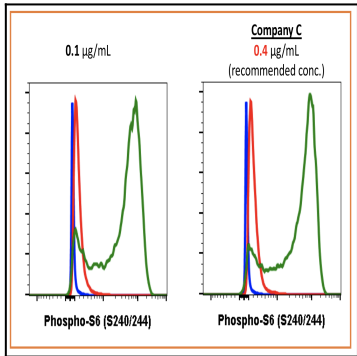 0.1 µg/mL
Company C
0.4 µg/mL
(recommended conc.)
Phospho-S6 (S240/244)
Phospho-S6 (S240/244)